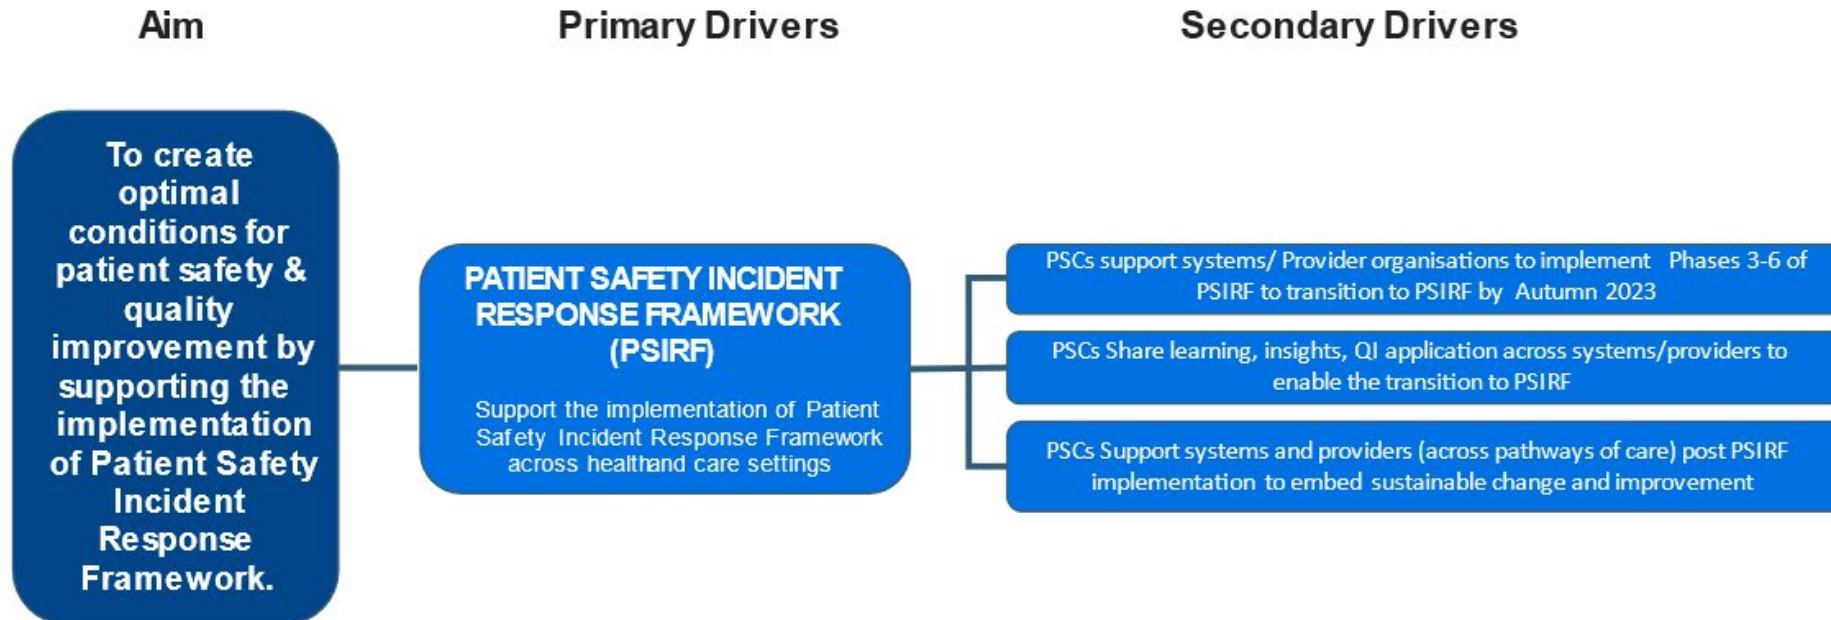 Aim
Primary Drivers
Secondary Drivers
To create
optimal
conditions for
patient safety &
quality
improvement by
supporting the
implementation
of Patient Safety
Incident
Response
Framework.
PATIENT SAFETY INCIDENT
RESPONSE FRAMEWORK
(PSIRF)
Support the implementation of Patient
Safety Incident Response Framework
across healthand care settings
PSCs support systems/ Provider organisations to implement Phases 3-6 of
PSIRF to transition to PSIRF by Autumn 2023
PSCs Share learning, insights, QI application across systems/providers to
enable the transition to PSIRF
PSCs Support systems and providers (across pathways of care) post PSIRF
implementation to embed sustainable change and improvement